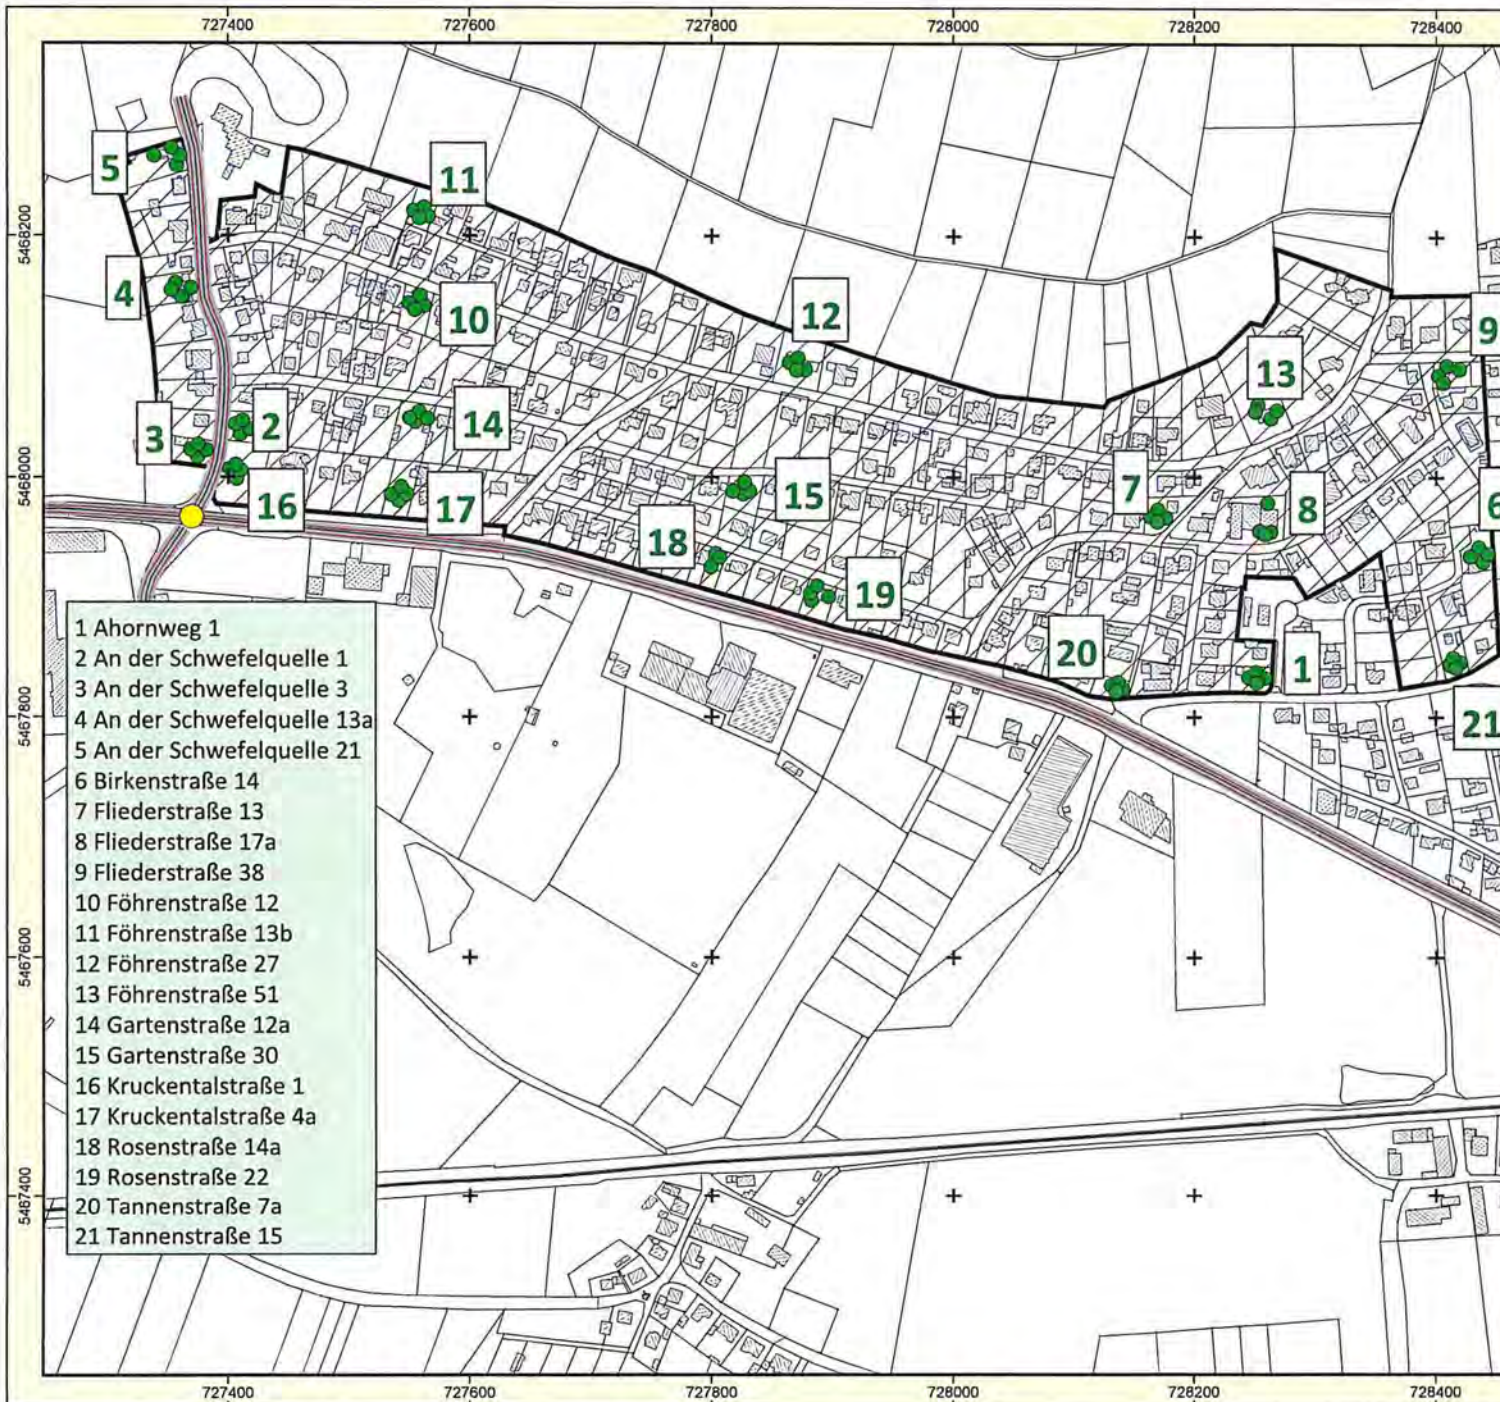 727400 727600 727800 728000 728200 728400
5
11
5468200
4
10
12
9
13
3
2
14
5468000
16
17
15
7
8
6
18
19
20
1
5467800
21
1 Ahornweg 1
2 An der Schwefelquelle 1
3 An der Schwefelquelle 3
4 An der Schwefelquelle 13a
5 An der Schwefelquelle 21
6 Birkenstraße 14
7 Fliederstraße 13
8 Fliederstraße 17a
9 Fliederstraße 38
10 Föhrenstraße 12
11 Föhrenstraße 13b
12 Föhrenstraße 27
13 Föhrenstraße 51
14 Gartenstraße 12a
15 Gartenstraße 30
16 Kruckentalstraße 1
17 Kruckentalstraße 4a
18 Rosenstraße 14a
19 Rosenstraße 22
20 Tannenstraße 7a
21 Tannenstraße 15
5467600
5467400
727400 727600 727800 728000 728200 728400